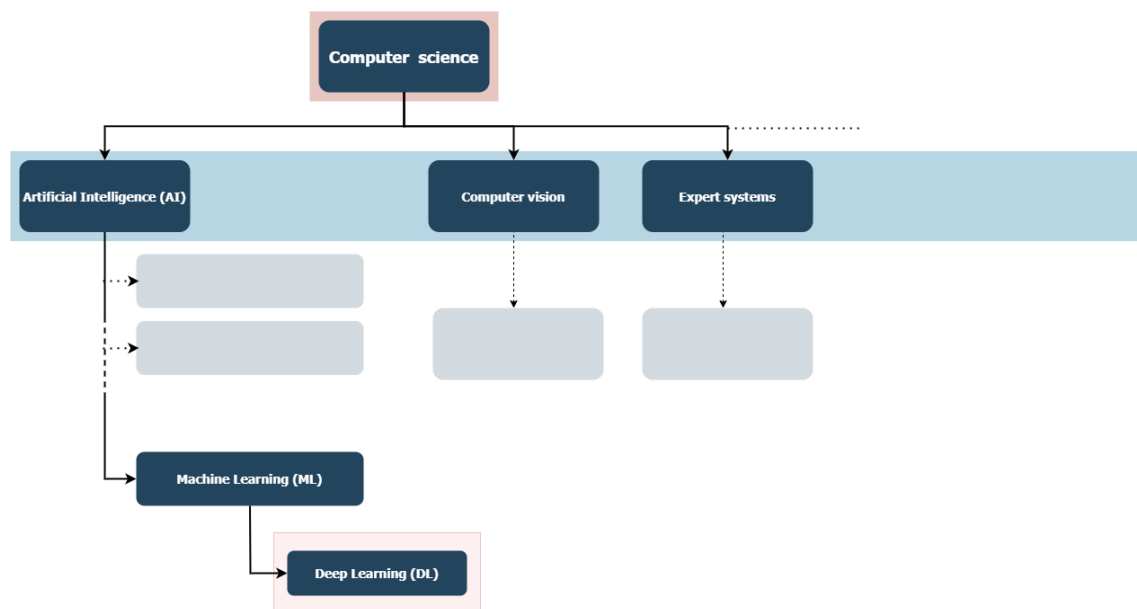 Computer science
Artificial Intelligence (AI)
Computer vision
Expert systems
Machine Learning (ML)
Deep Learning (DL)